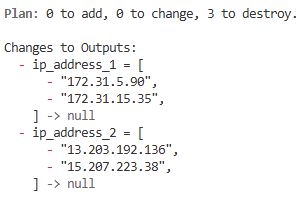 Plan: 0 to add, 0 to change, 3 to destroy.
Changes to Outputs:
- ip_address_1 = [
- "172.31.5.90",
- "172.31.15.35",
] -> null
- ip_address_2 = [
- "13.203.192.136",
- "15.207.223.38",
] -> null